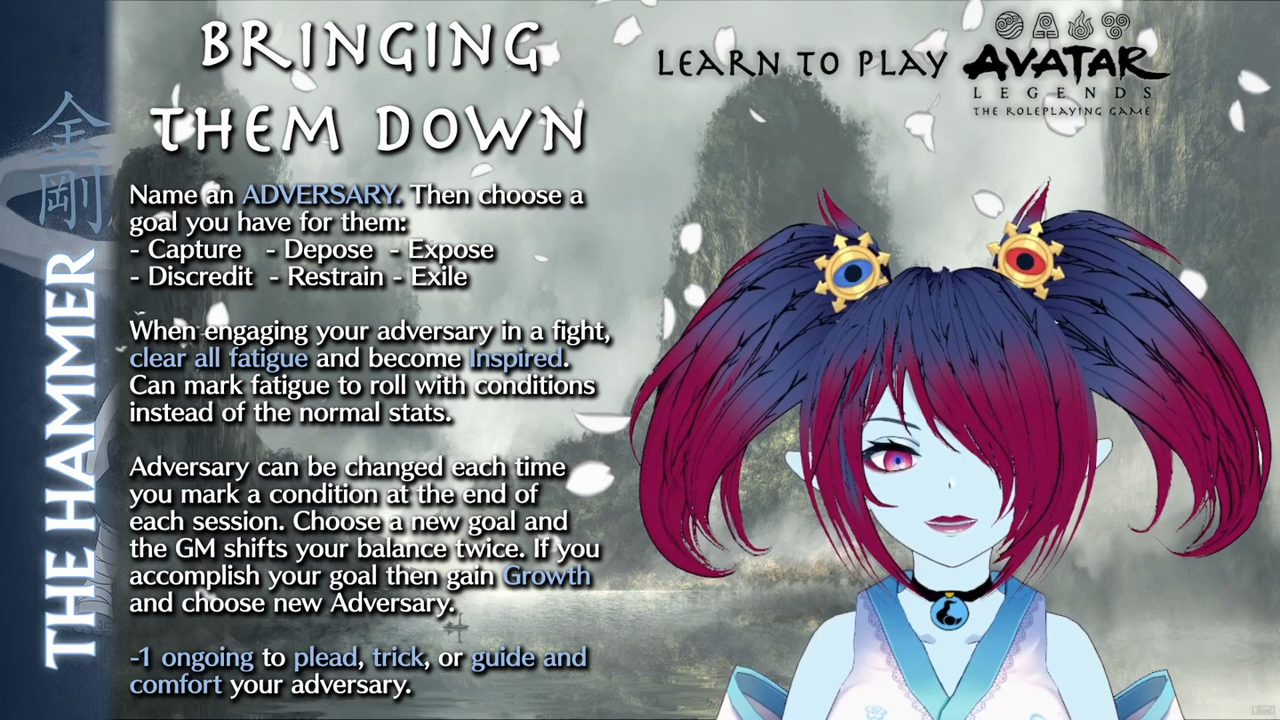 BRINGING
THEM DOWN
LEARN TO PLAY
AVATAR
LEGENDS
THE ROLEPLAYING GAME
金剛
THE HAMMER
Name an ADVERSARY. Then choose a
goal you have for them:
- Capture - Depose - Expose
- Discredit - Restrain - Exile
When engaging your adversary in a fight,
clear all fatigue and become Inspired.
Can mark fatigue to roll with conditions
instead of the normal stats.
Adversary can be changed each time
you mark a condition at the end of
each session. Choose a new goal and
the GM shifts your balance twice. If you
accomplish your goal then gain Growth
and choose new Adversary.
-1 ongoing to plead, trick, or guide and
comfort your adversary.